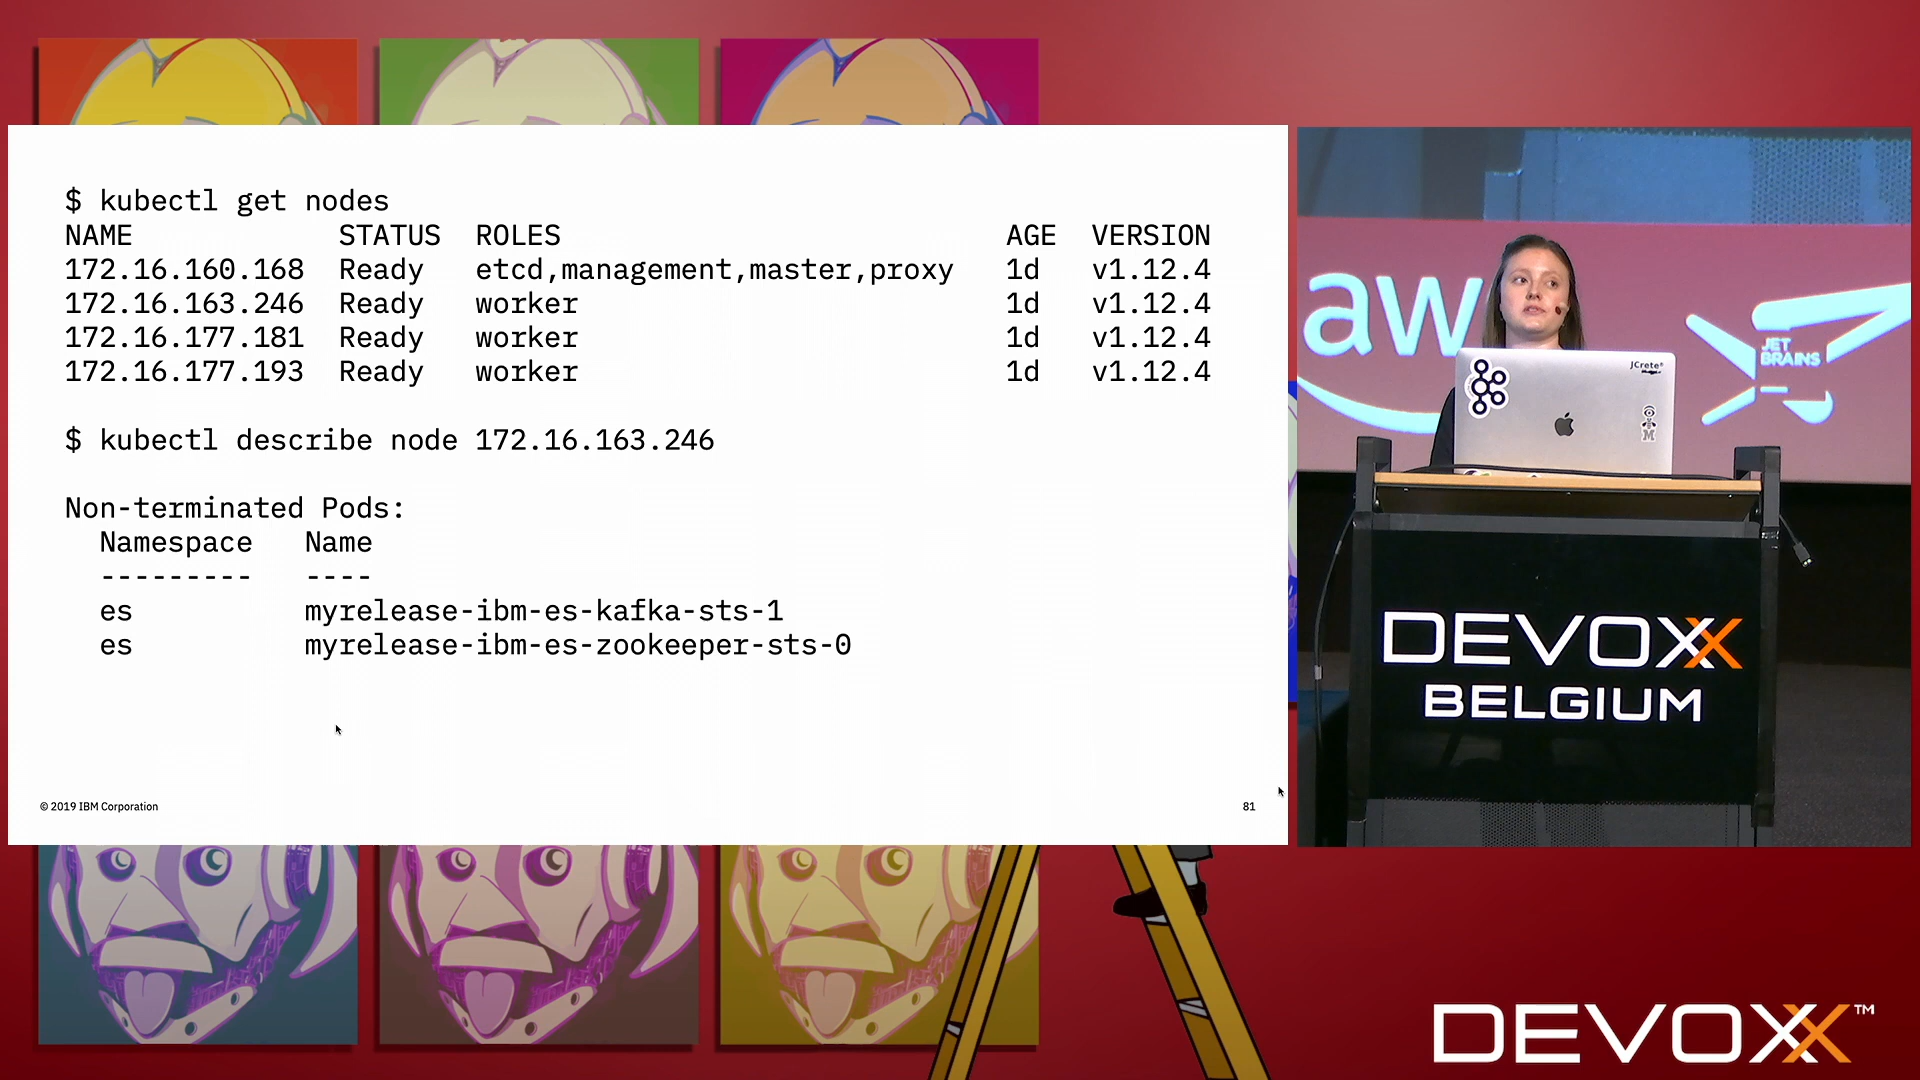 $ kubectl get nodes
NAME STATUS ROLES AGE VERSION
172.16.160.168 Ready etcd,management,master,proxy 1d v1.12.4
172.16.163.246 Ready worker 1d v1.12.4
172.16.177.181 Ready worker 1d v1.12.4
172.16.177.193 Ready worker 1d v1.12.4
$ kubectl describe node 172.16.163.246
Non-terminated Pods:
Namespace Name
--------- ----
es myrelease-ibm-es-kafka-sts-1
es myrelease-ibm-es-zookeeper-sts-0
© 2019 IBM Corporation
81
aw
JET
BRAINS
JCrete
M
DEVOXX
BELGIUM
DEVOXX™